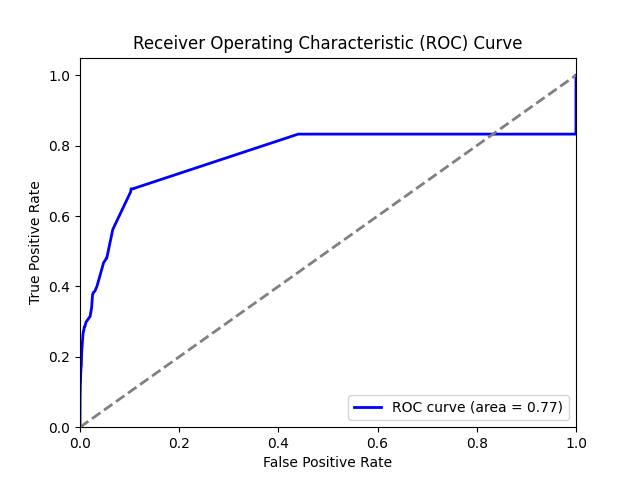 Receiver Operating Characteristic (ROC) Curve
1.0
0.8
0.6
0.4
0.2
0.0
True Positive Rate
ROC curve (area = 0.77)
0.0 0.2 0.4 0.6 0.8 1.0
False Positive Rate